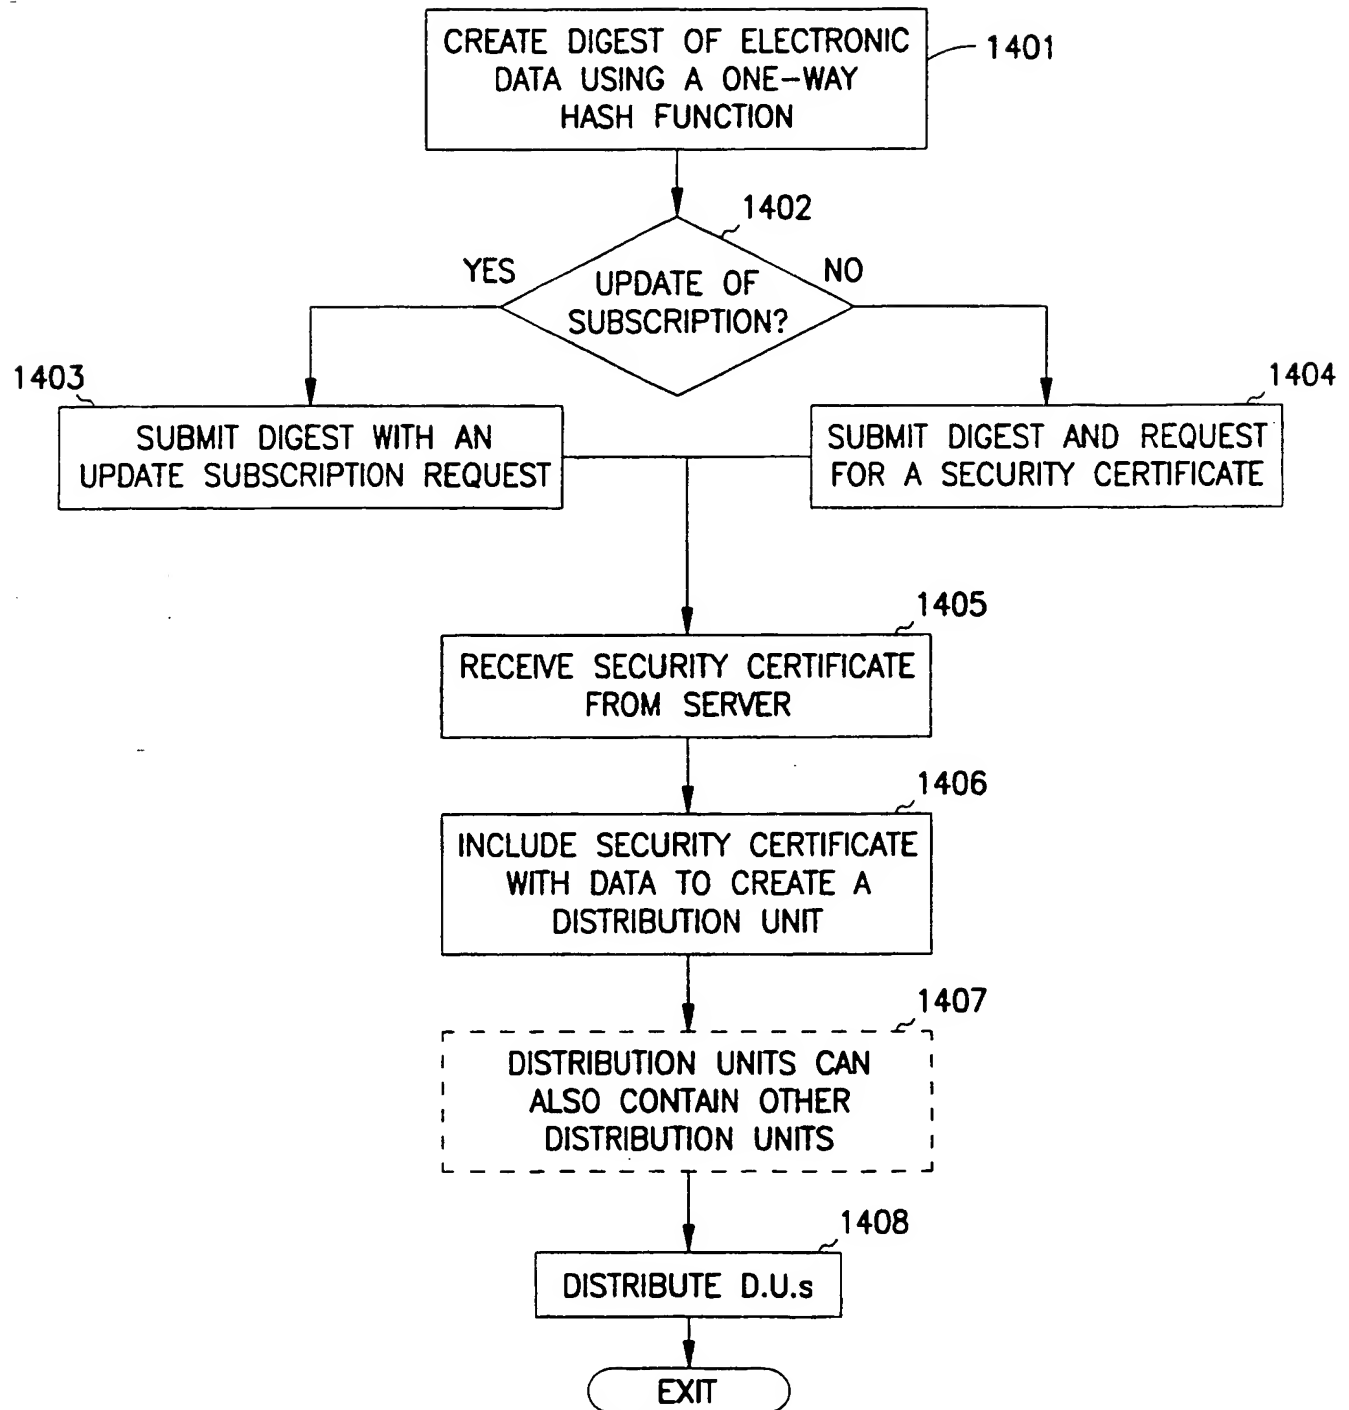 CREATE DIGEST OF ELECTRONIC
DATA USING A ONE-WAY
HASH FUNCTION
1401
1402
YES
UPDATE OF
SUBSCRIPTION?
NO
1403
SUBMIT DIGEST WITH AN
UPDATE SUBSCRIPTION REQUEST
1404
SUBMIT DIGEST AND REQUEST
FOR A SECURITY CERTIFICATE
1405
RECEIVE SECURITY CERTIFICATE
FROM SERVER
1406
INCLUDE SECURITY CERTIFICATE
WITH DATA TO CREATE A
DISTRIBUTION UNIT
1407
DISTRIBUTION UNITS CAN
ALSO CONTAIN OTHER
DISTRIBUTION UNITS
1408
DISTRIBUTE D.U.s
EXIT